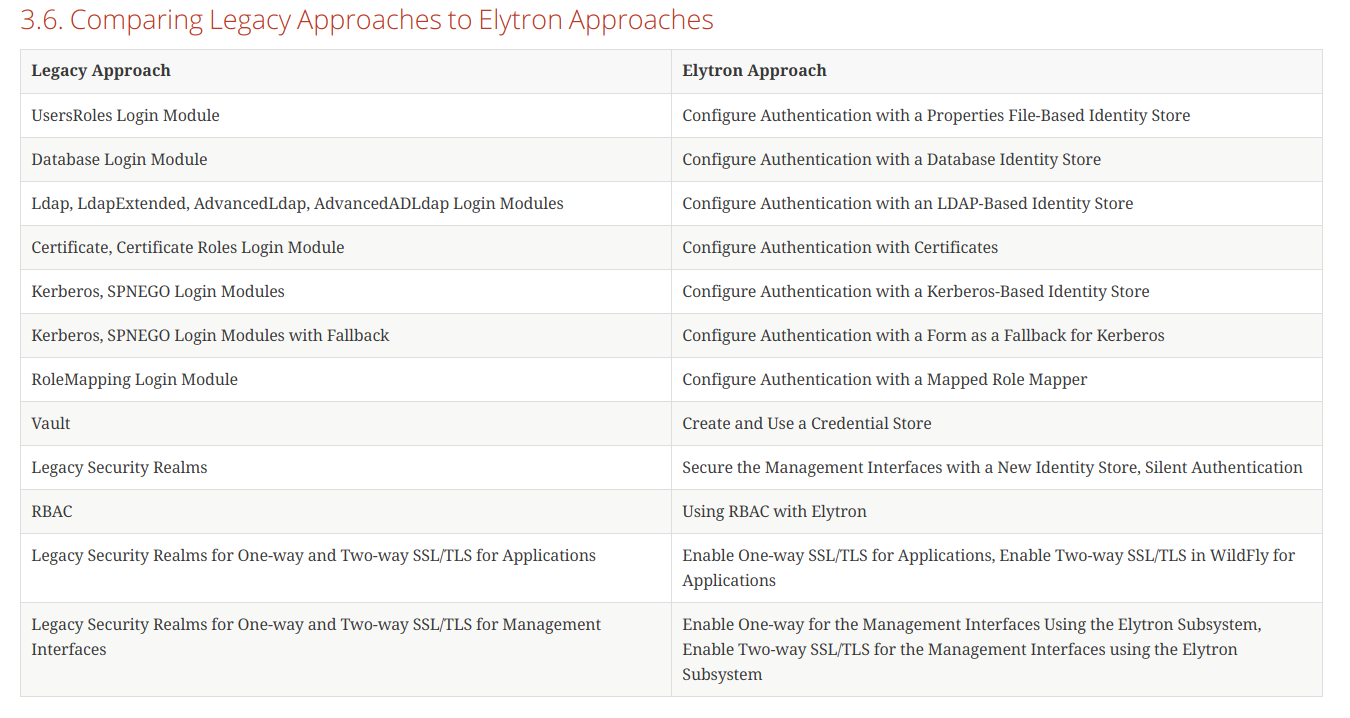 3.6. Comparing Legacy Approaches to Elytron Approaches
Legacy Approach
Elytron Approach
UsersRoles Login Module
Configure Authentication with a Properties File-Based Identity Store
Database Login Module
Configure Authentication with a Database Identity Store
Ldap, LdapExtended, AdvancedLdap, AdvancedADLdap Login Modules
Configure Authentication with an LDAP-Based Identity Store
Certificate, Certificate Roles Login Module
Configure Authentication with Certificates
Kerberos, SPNEGO Login Modules
Configure Authentication with a Kerberos-Based Identity Store
Kerberos, SPNEGO Login Modules with Fallback
Configure Authentication with a Form as a Fallback for Kerberos
RoleMapping Login Module
Configure Authentication with a Mapped Role Mapper
Vault
Create and Use a Credential Store
Legacy Security Realms
Secure the Management Interfaces with a New Identity Store, Silent Authentication
RBAC
Using RBAC with Elytron
Legacy Security Realms for One-way and Two-way SSL/TLS for Applications
Enable One-way SSL/TLS for Applications, Enable Two-way SSL/TLS in WildFly for
Applications
Legacy Security Realms for One-way and Two-way SSL/TLS for Management
Interfaces
Enable One-way for the Management Interfaces Using the Elytron Subsystem,
Enable Two-way SSL/TLS for the Management Interfaces using the Elytron
Subsystem